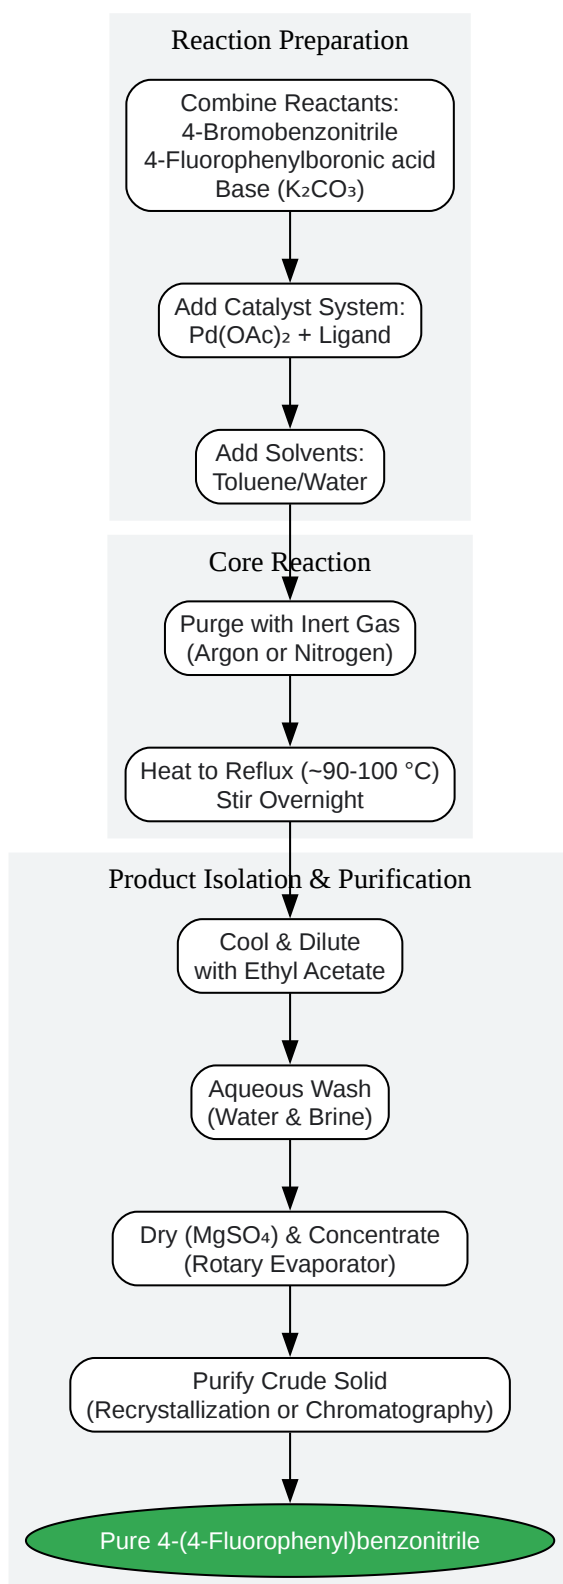 Reaction Preparation
Combine Reactants:
4-Bromobenzonitrile
4-Fluorophenylboronic acid
Base (K₂CO₃)
Add Catalyst System:
Pd(OAc)₂ + Ligand
Add Solvents:
Toluene/Water
Core Reaction
Purge with Inert Gas
(Argon or Nitrogen)
Heat to Reflux (~90-100 °C)
Stir Overnight
Product Isolation & Purification
Cool & Dilute
with Ethyl Acetate
Aqueous Wash
(Water & Brine)
Dry (MgSO₄) & Concentrate
(Rotary Evaporator)
Purify Crude Solid
(Recrystallization or Chromatography)
Pure 4-(4-Fluorophenyl)benzonitrile